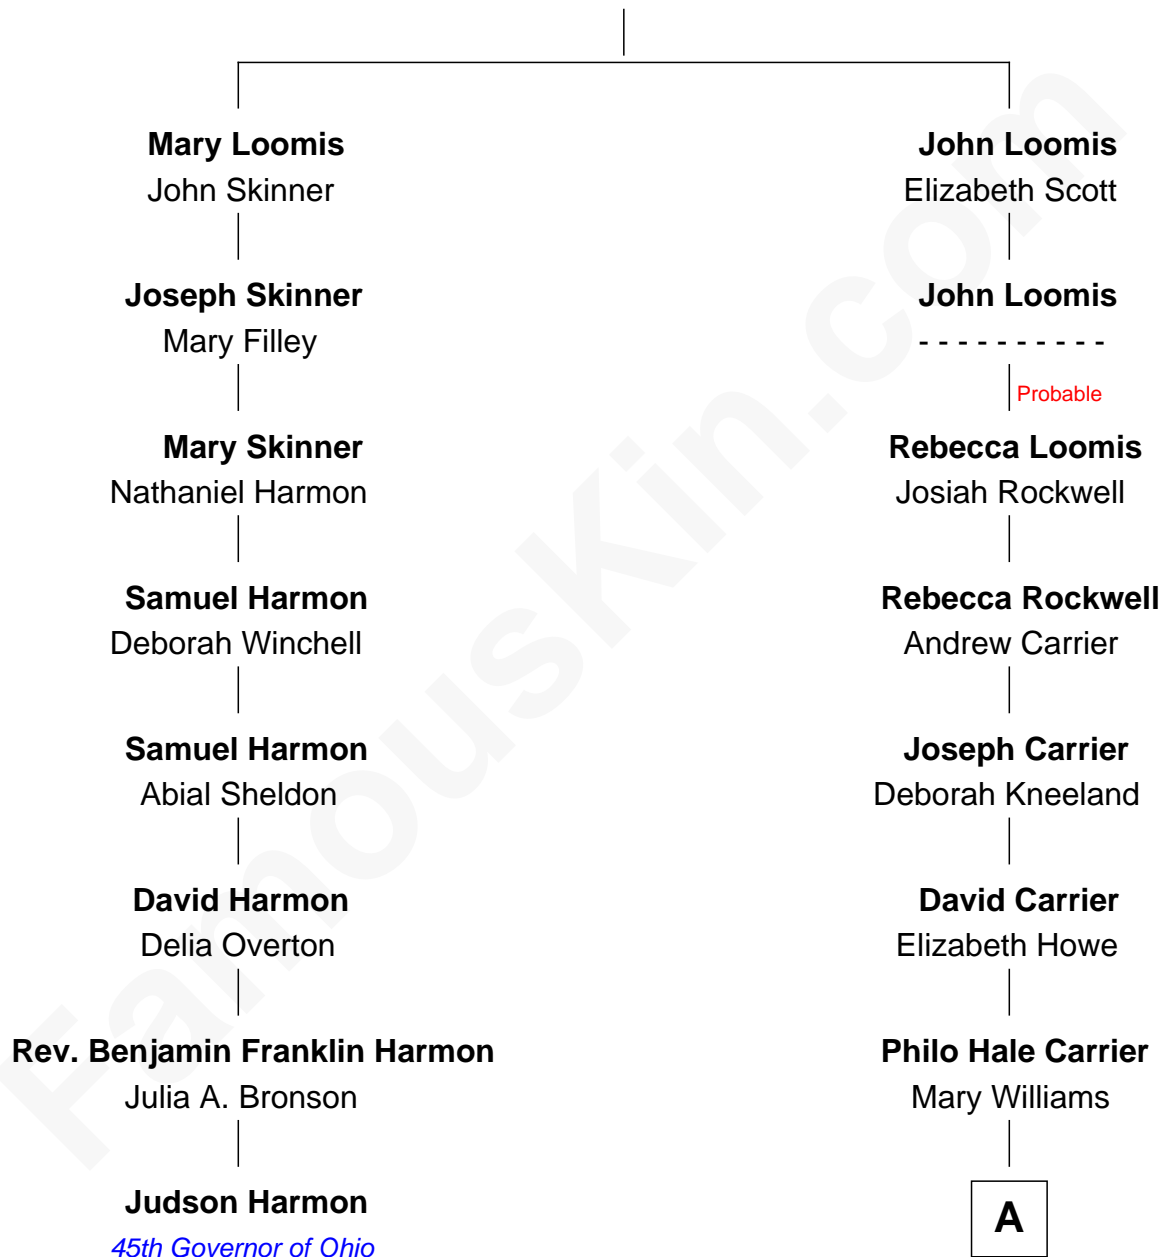 Mary Loomis
John Skinner
Joseph Skinner
Mary Filley
Mary Skinner
Nathaniel Harmon
Samuel Harmon
Deborah Winchell
Samuel Harmon
Abial Sheldon
David Harmon
Delia Overton
Rev. Benjamin Franklin Harmon
Julia A. Bronson
Judson Harmon
45th Governor of Ohio
John Loomis
Elizabeth Scott
John Loomis
- - - - - - - - - -
Probable
Rebecca Loomis
Josiah Rockwell
Rebecca Rockwell
Andrew Carrier
Joseph Carrier
Deborah Kneeland
David Carrier
Elizabeth Howe
Philo Hale Carrier
Mary Williams
A
FamousKin.com